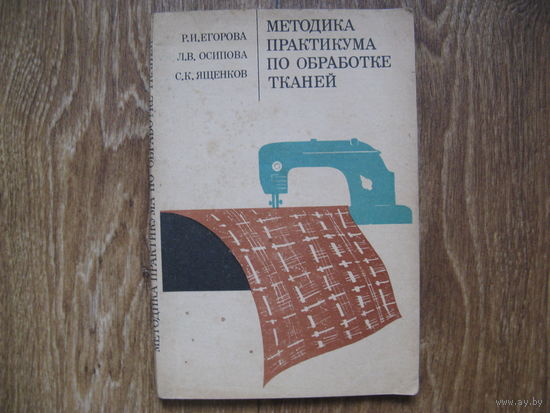 Р.И.ЕГОРОВА
Л.В. ОСИПОВА
С.К. ЯЩЕНКОВ
МЕТОДИКА
ПРАКТИКУМА
ПО ОБРАБОТКЕ
ТКАНЕЙ
МЕТОДИКА ПРАКТИКУМА ПО ОБРАБОТКЕ ТКАНЕЙ
www.ay.by